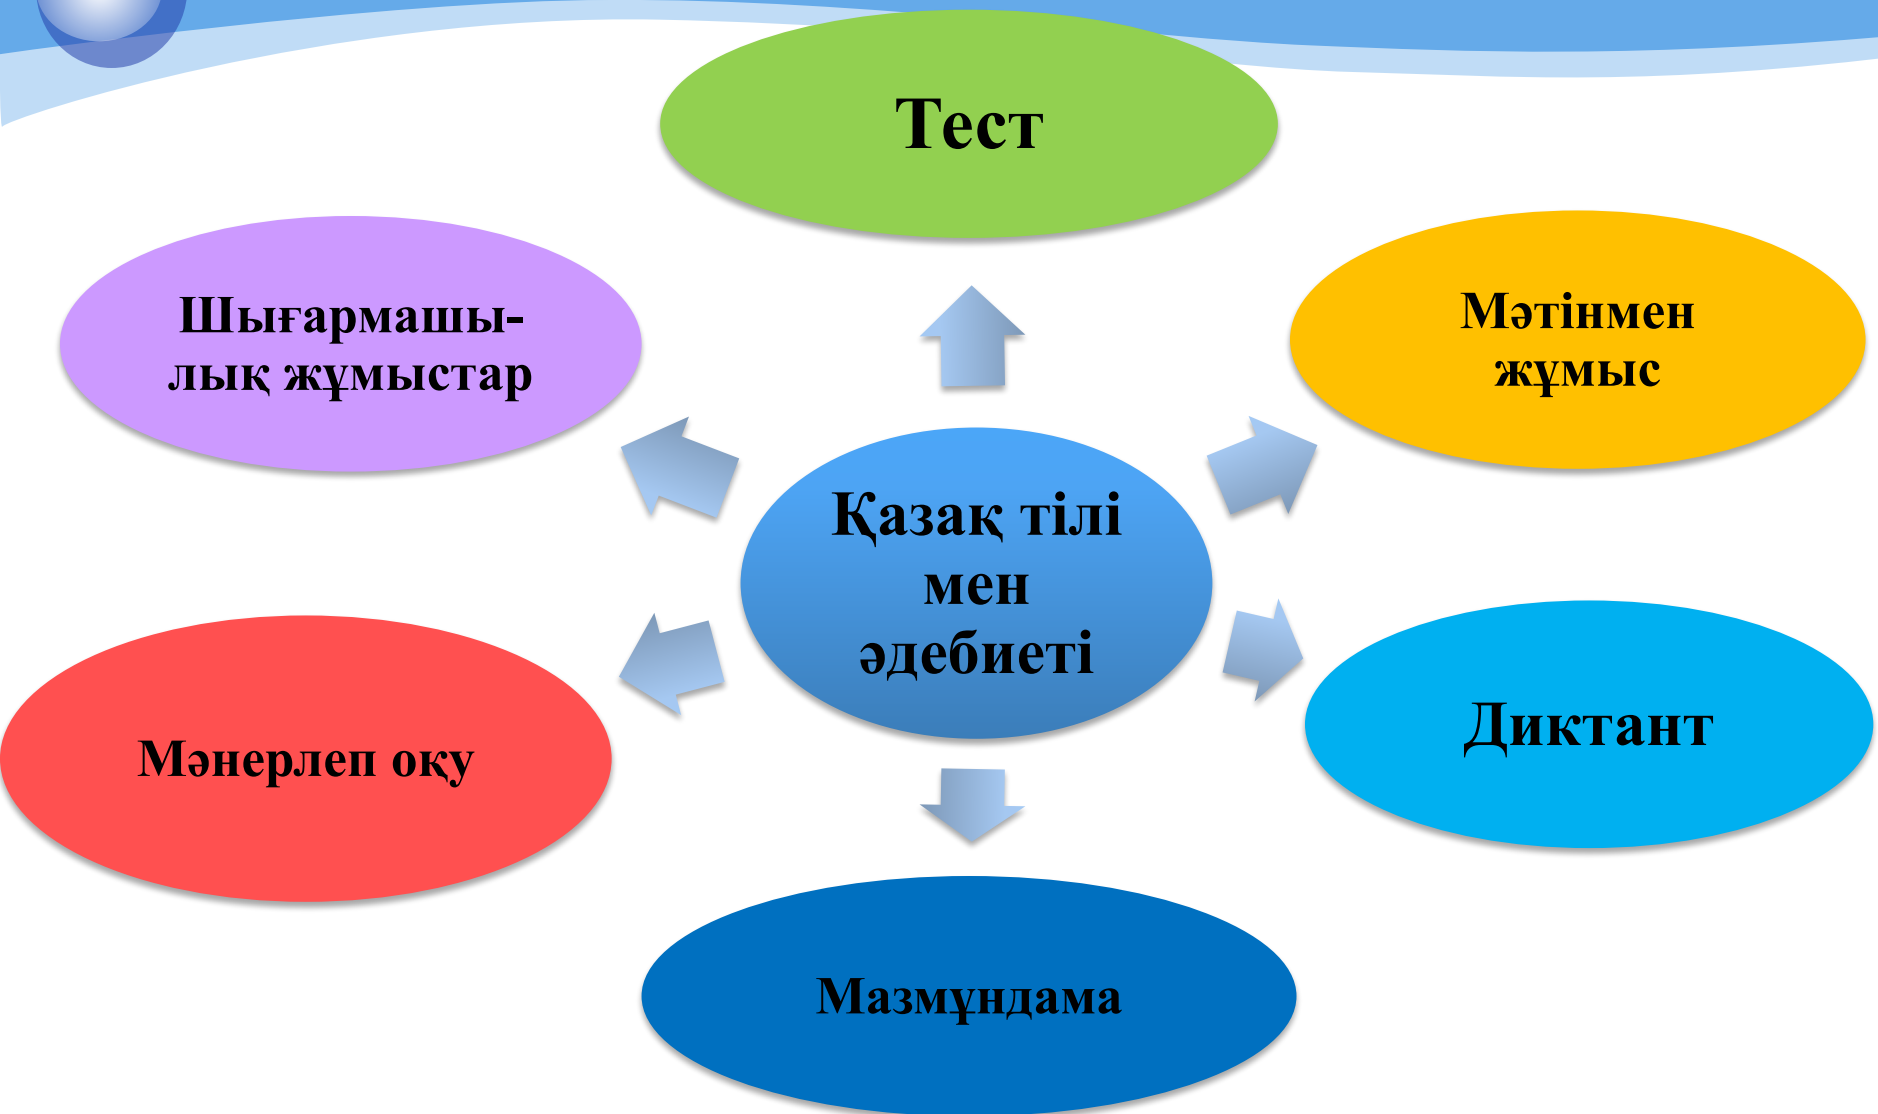 Тест
Шығармашы-
лық жұмыстар
Мәтінмен
жұмыс
Қазақ тілі
мен
әдебиеті
Мәнерлеп оқу
Диктант
Мазмұндама